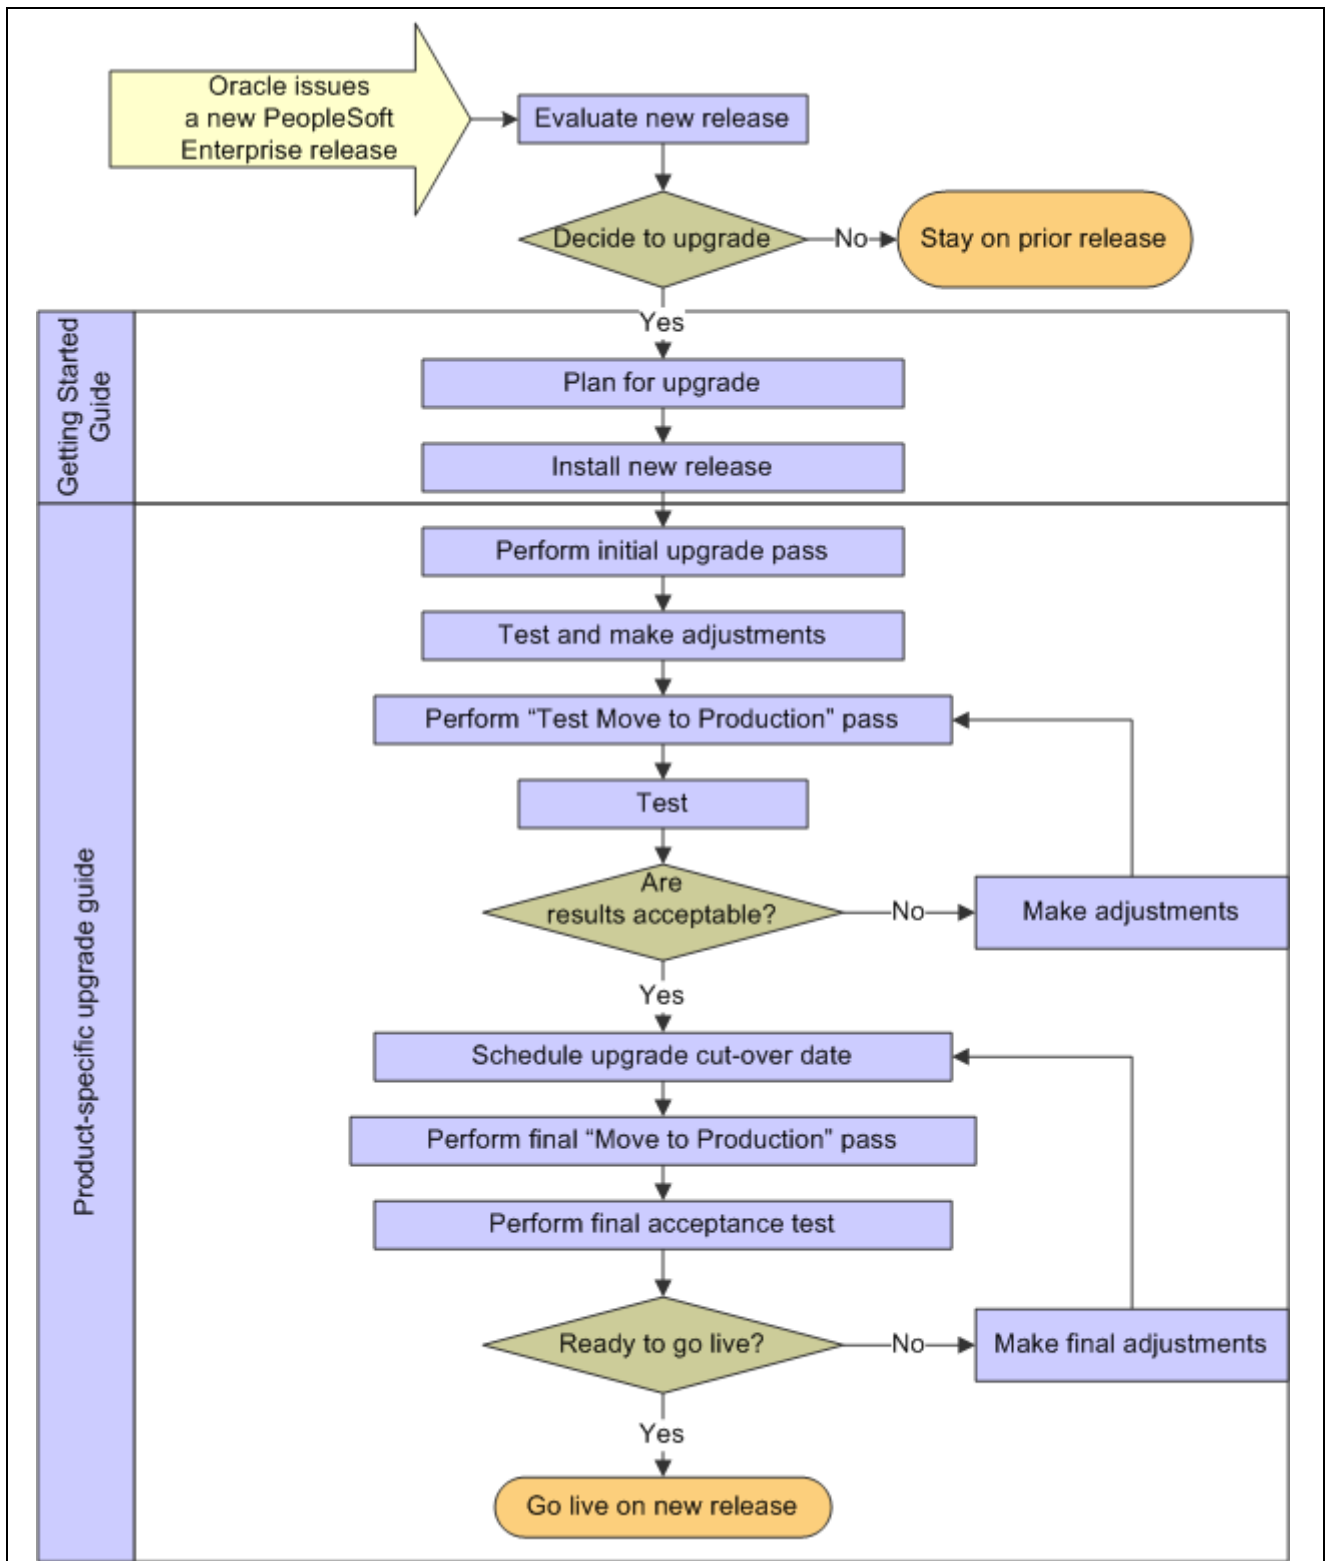 Oracle issues
a new PeopleSoft
Enterprise release
Evaluate new release
Decide to upgrade
No
Stay on prior release
Yes
Getting Started
Guide
Plan for upgrade
Install new release
Product-specific upgrade guide
Perform initial upgrade pass
Test and make adjustments
Perform “Test Move to Production” pass
Test
Are
results acceptable?
No
Make adjustments
Yes
Schedule upgrade cut-over date
Perform final “Move to Production” pass
Perform final acceptance test
Ready to go live?
No
Make final adjustments
Yes
Go live on new release